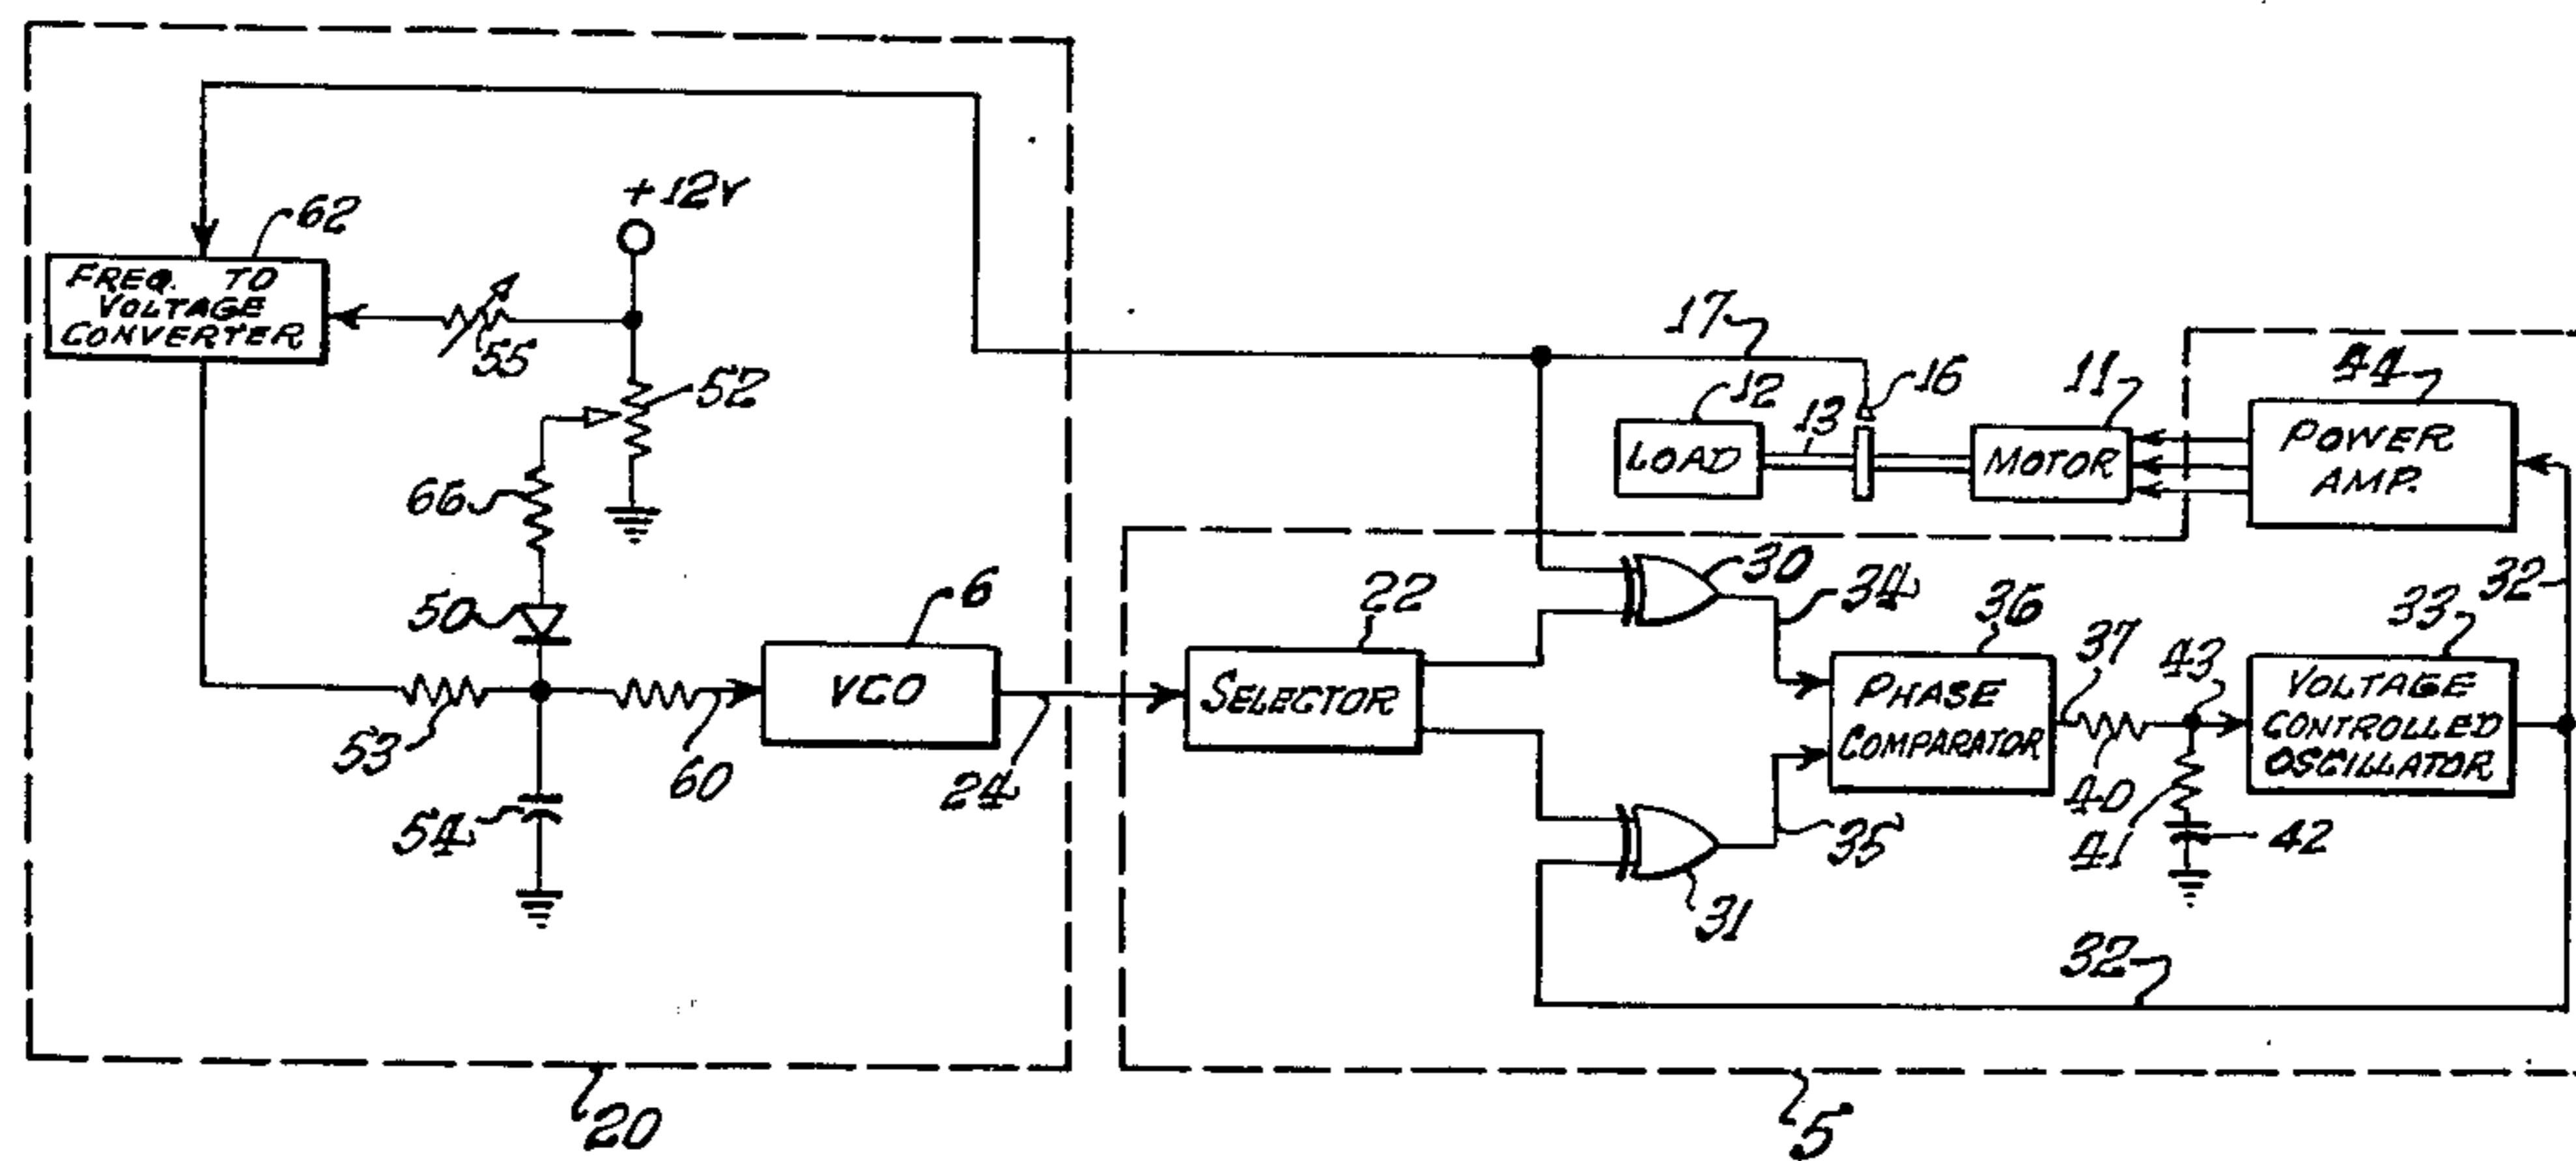 +12V
62
FREQ. TO
VOLTAGE
CONVERTER
55
52
66
50
53
54
60
6
VCO
24
20
17
12
LOAD
13
16
11
MOTOR
44
POWER
AMP.
32
22
SELECTOR
30
34
31
35
36
PHASE
COMPARATOR
37
40
43
41
42
33
VOLTAGE
CONTROLLED
OSCILLATOR
32
5